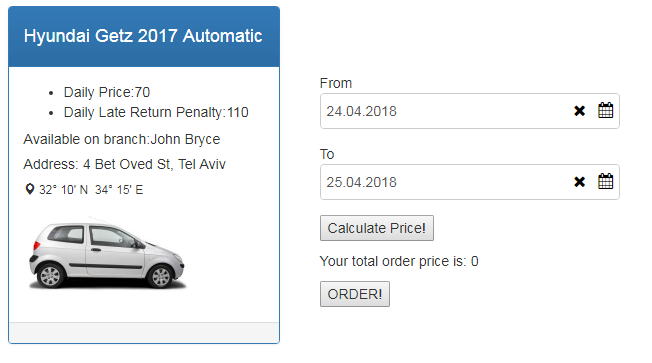 Hyundai Getz 2017 Automatic
Daily Price:70
Daily Late Return Penalty:110
Available on branch:John Bryce
Address: 4 Bet Oved St, Tel Aviv
32° 10' N 34° 15' E
From
24.04.2018
To
25.04.2018
Calculate Price!
Your total order price is: 0
ORDER!